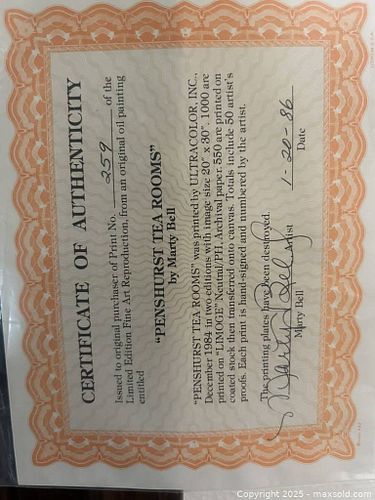 CERTIFICATE OF AUTHENTICITY
Issued to original purchaser of Print No. 259 of the
Limited Edition Fine Art Reproduction, from an original oil painting
entitled
"PENSHURST TEA ROOMS"
by Marty Bell
"PENSHURST TEA ROOMS" was printed by ULTRACOLOR, INC.,
December 1984 in two editions with image size 20" x 30". 1000 are
printed on "LIMOGE" Neutral/PH, Archival paper. 550 are printed on
coated stock then transferred onto canvas. Totals include 50 artist's
proofs. Each print is hand-signed and numbered by the artist.
The printing plates have been destroyed.
Marty Bell 1-20-86
Marty Bell Artist Date
Copyright © 2025 - maxsold.com